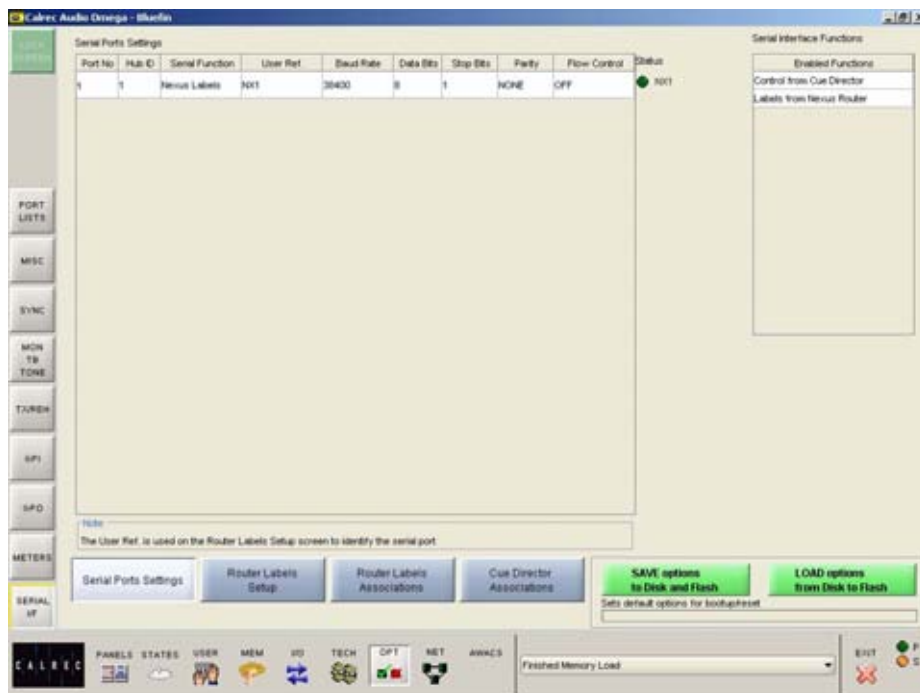 Calrec Audio Omega - Bluefin
Serial Ports Settings
Port No Hub ID Serial Function User Ref. Baud Rate Data Bits Stop Bits Parity Flow Control
1 1 Nexus Labels NX1 38400 8 1 NONE OFF
Status
NX1
Serial Interface Functions
Enabled Functions
Control from Cue Director
Labels from Nexus Router
PORT
LISTS
MISC
SYNC
MON
TB
TONE
TX/REH
GPI
GPO
METERS
SERIAL
I/F
Note
The User Ref. is used on the Router Labels Setup screen to identify the serial port
Serial Ports Settings
Router Labels
Setup
Router Labels
Associations
Cue Director
Associations
SAVE options
to Disk and Flash
LOAD options
from Disk to Flash
Sets default options for bootup/reset
CALREC
PANELS STATES USER MEM I/O TECH OPT NET AWACS
Finished Memory Load
EXIT